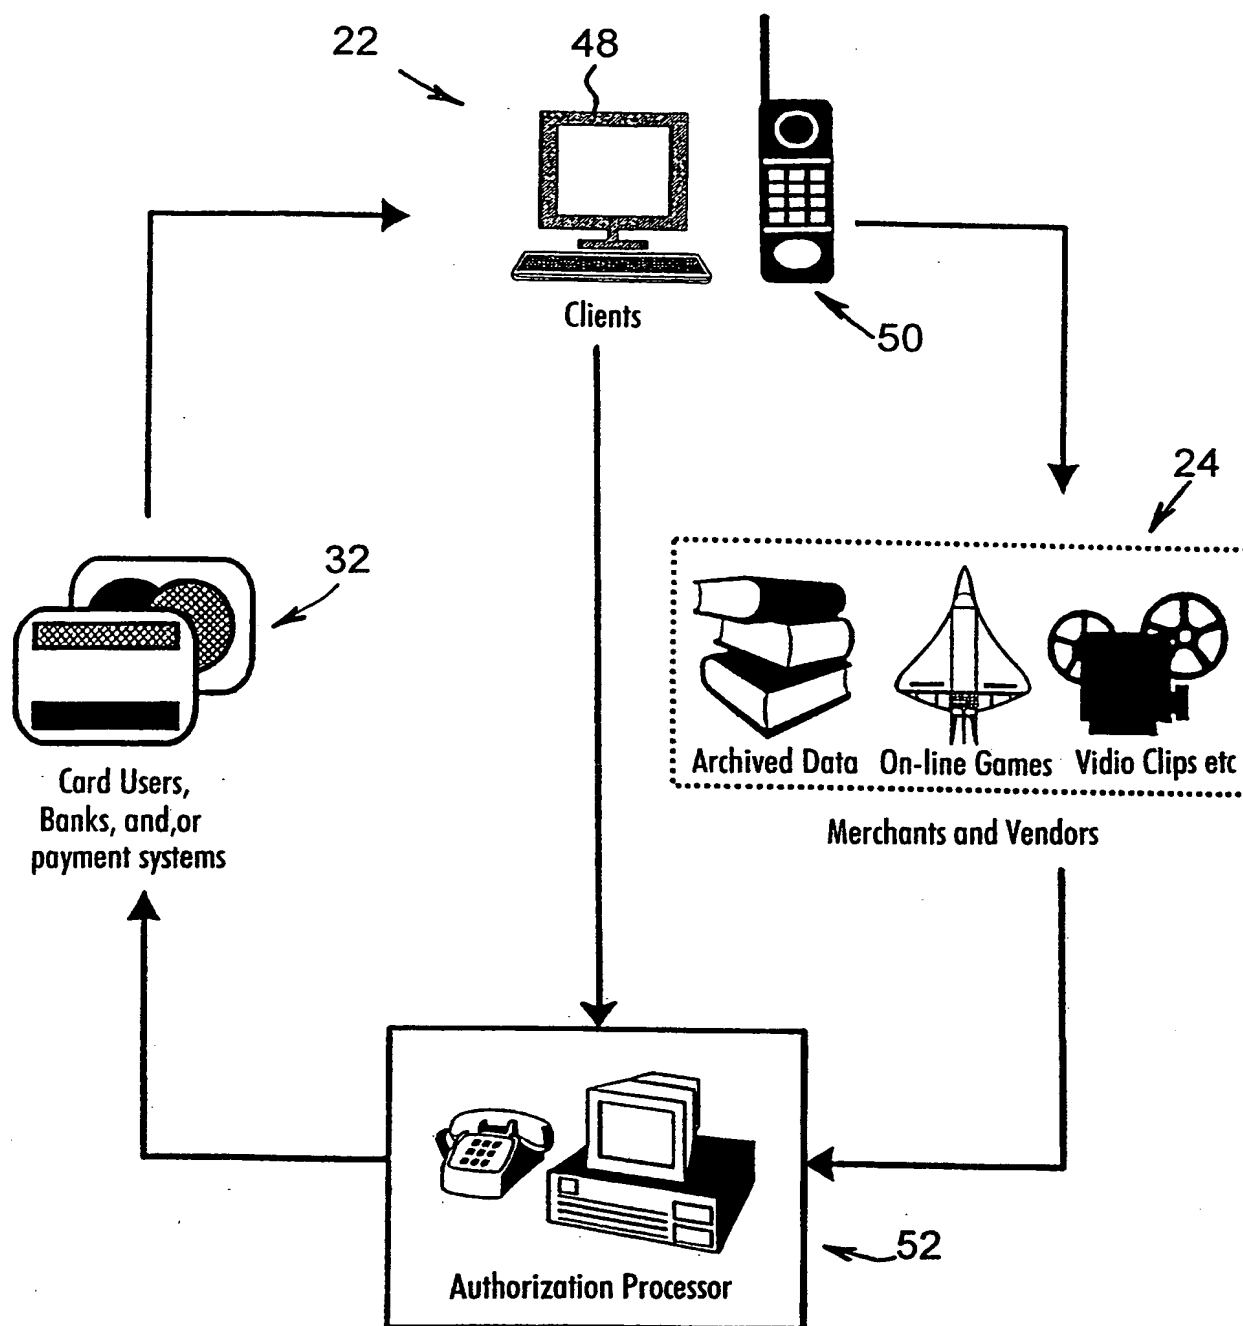 22
48
Clients
50
24
32
Archived Data
On-line Games
Vidio Clips etc
Card Users,
Banks, and,or
payment systems
Merchants and Vendors
52
Authorization Processor